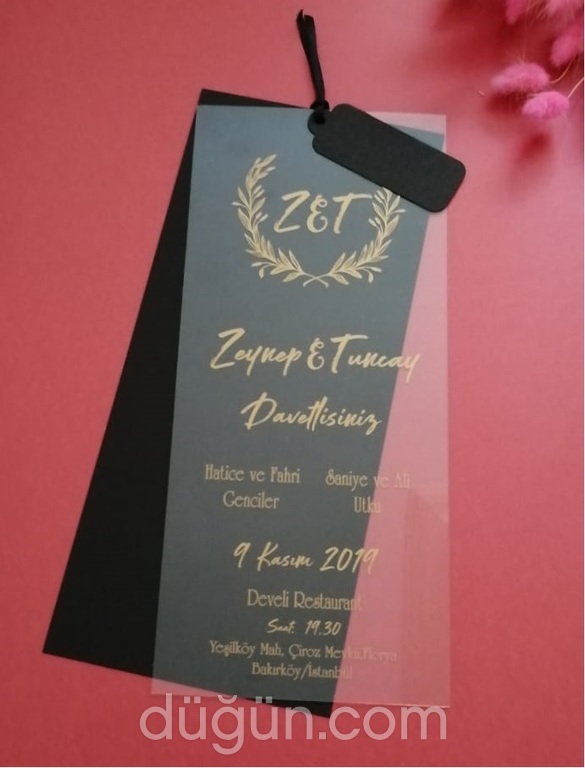 Z&T
Zeynep & Tuncay
Davetlisiniz
Hatice ve Fahri
Genciler
Saniye ve Ali
Utku
9 Kasım 2019
Develi Restaurant
Saat: 19.30
Yeşilköy Mah, Çiroz Mevkii,Florya
Bakırköy/İstanbul
düğün.com